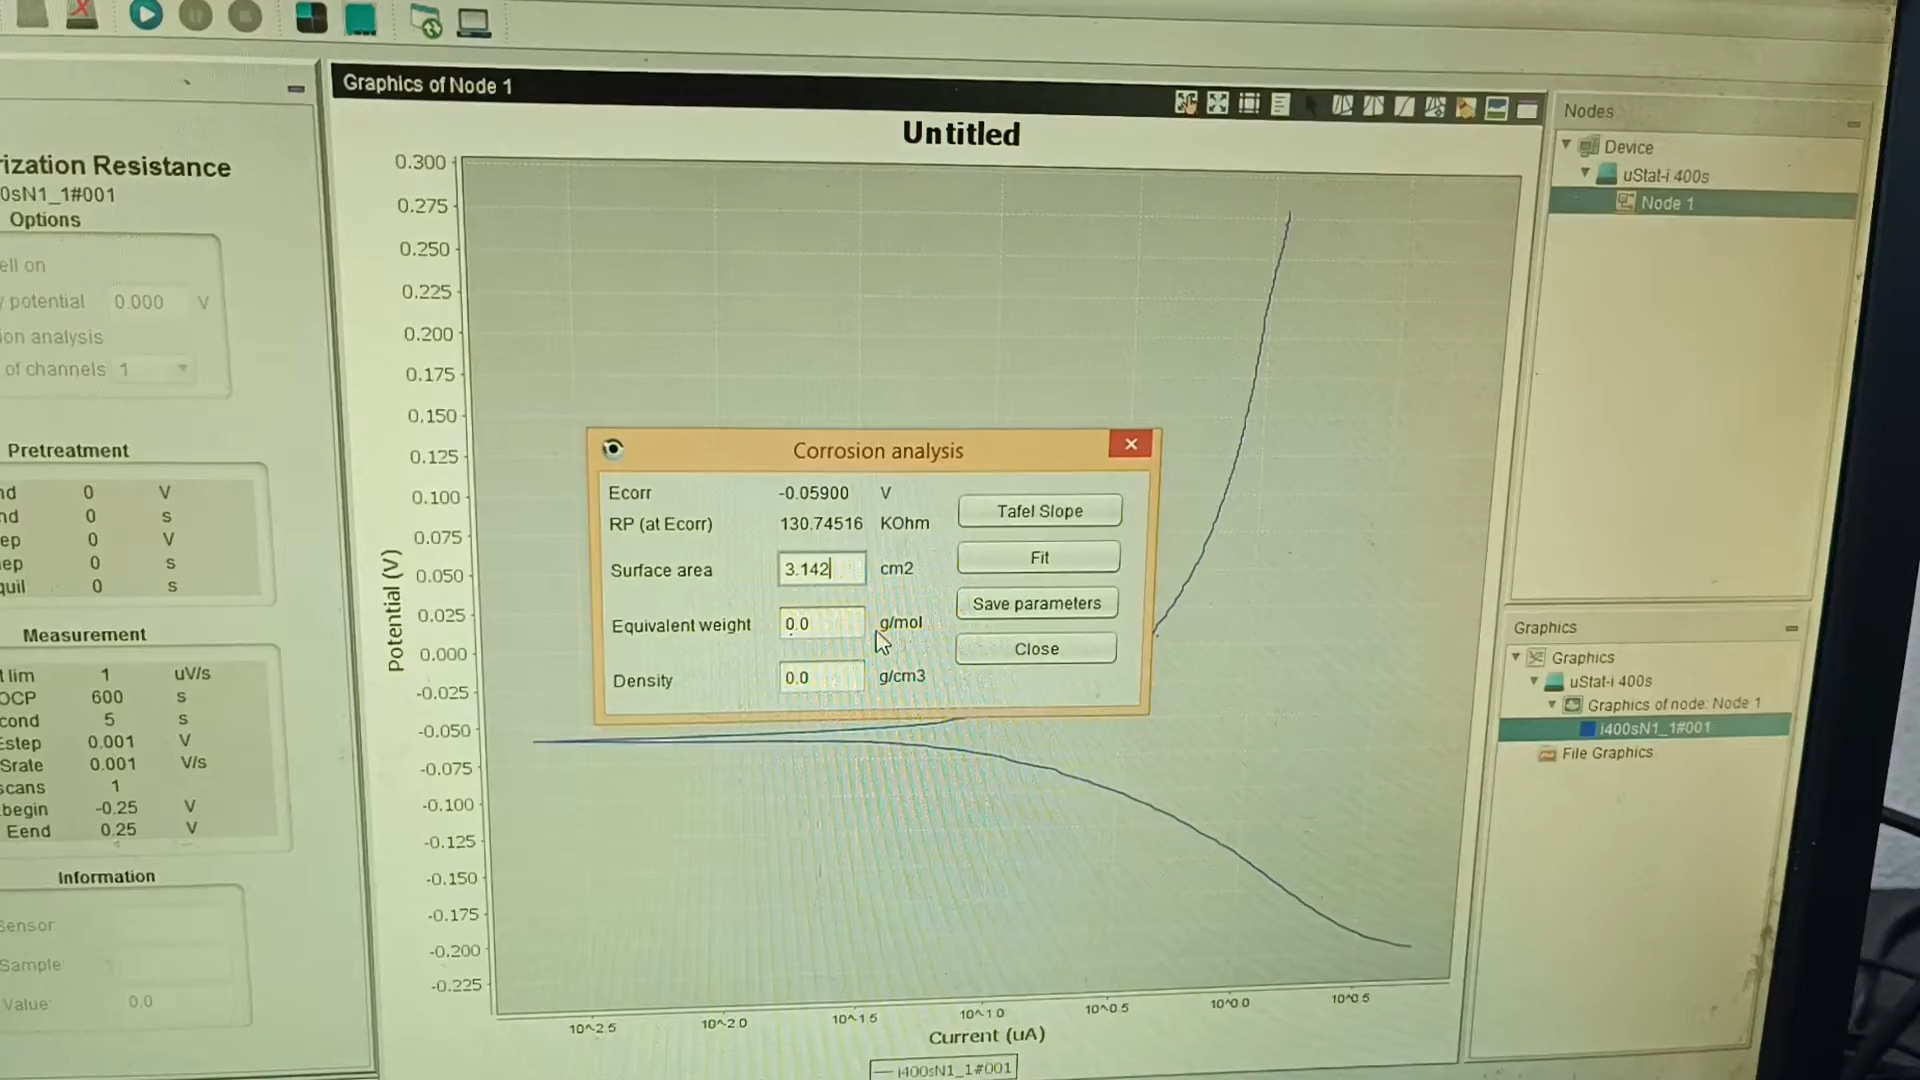 Graphics of Node 1
Untitled
rization Resistance
0sN1_1#001
Options
ell on
y potential 0.000 V
ion analysis
of channels 1
Pretreatment
nd 0 V
nd 0 s
ep 0 V
ep 0 s
quil 0 s
Measurement
t lim 1 uV/s
OCP 600 s
cond 5 s
Estep 0.001 V
Srate 0.001 V/s
scans 1
begin -0.25 V
Eend 0.25 V
Information
Sensor
Sample
Value: 0.0
Potential (V)
0.300
0.275
0.250
0.225
0.200
0.175
0.150
0.125
0.100
0.075
0.050
0.025
0.000
-0.025
-0.050
-0.075
-0.100
-0.125
-0.150
-0.175
-0.200
-0.225
Corrosion analysis
Ecorr -0.05900 V
RP (at Ecorr) 130.74516 KOhm
Surface area 3.142 cm2
Equivalent weight 0.0 g/mol
Density 0.0 g/cm3
Tafel Slope
Fit
Save parameters
Close
10^-2.5 10^-2.0 10^-1.5 10^-1.0 10^-0.5 10^0.0 10^0.5
Current (uA)
i400sN1_1#001
Nodes
Device
uStat-i 400s
Node 1
Graphics
Graphics
uStat-i 400s
Graphics of node: Node 1
i400sN1_1#001
File Graphics